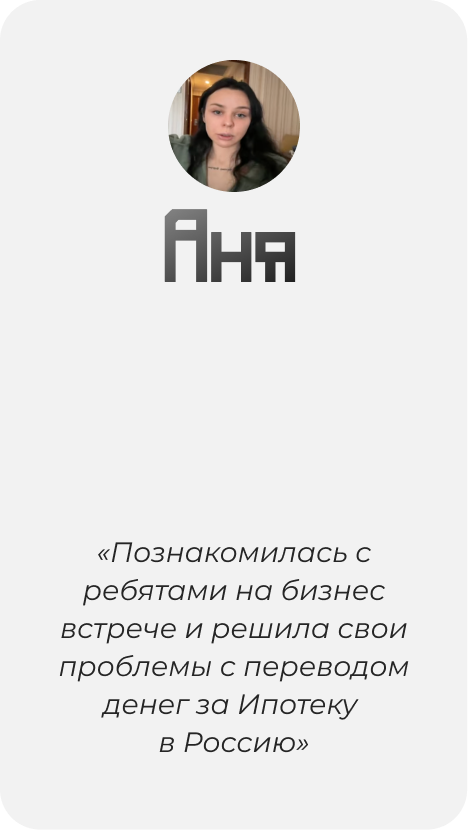 Аня
«Познакомилась с
ребятами на бизнес
встрече и решила свои
проблемы с переводом
денег за Ипотеку
в Россию»